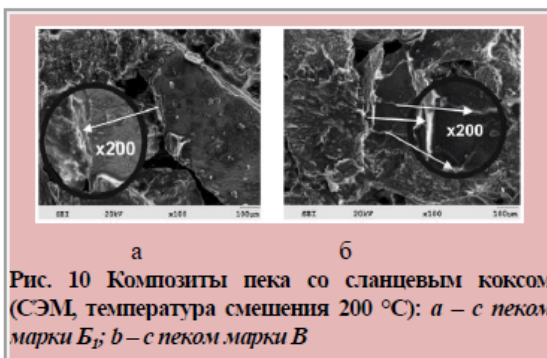 x200
x200
SEI 20kV x100 100μm
SEI 20kV x100 100μm
а б
Рис. 10 Композиты пека со сланцевым коксом
(СЭМ, температура смешения 200 °С): а – с пеком
марки Б₁; b – с пеком марки В